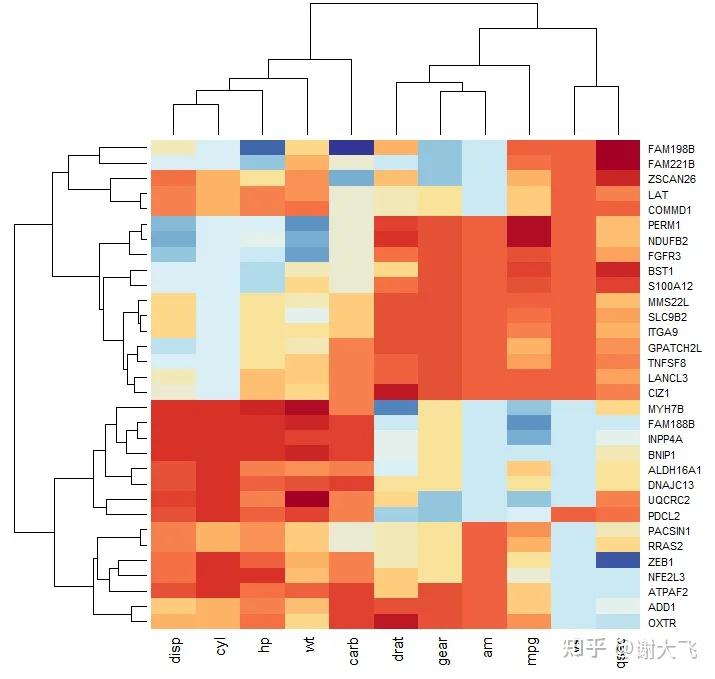 FAM198B
FAM221B
ZSCAN26
LAT
COMMD1
PERM1
NDUFB2
FGFR3
BST1
S100A12
MMS22L
SLC9B2
ITGA9
GPATCH2L
TNFSF8
LANCL3
CIZ1
MYH7B
FAM188B
INPP4A
BNIP1
ALDH16A1
DNAJC13
UQCRC2
PDCL2
PACSIN1
RRAS2
ZEB1
NFE2L3
ATPAF2
ADD1
OXTR
disp cyl hp wt carb drat gear am mpg vs qsec
知乎 @谢大飞